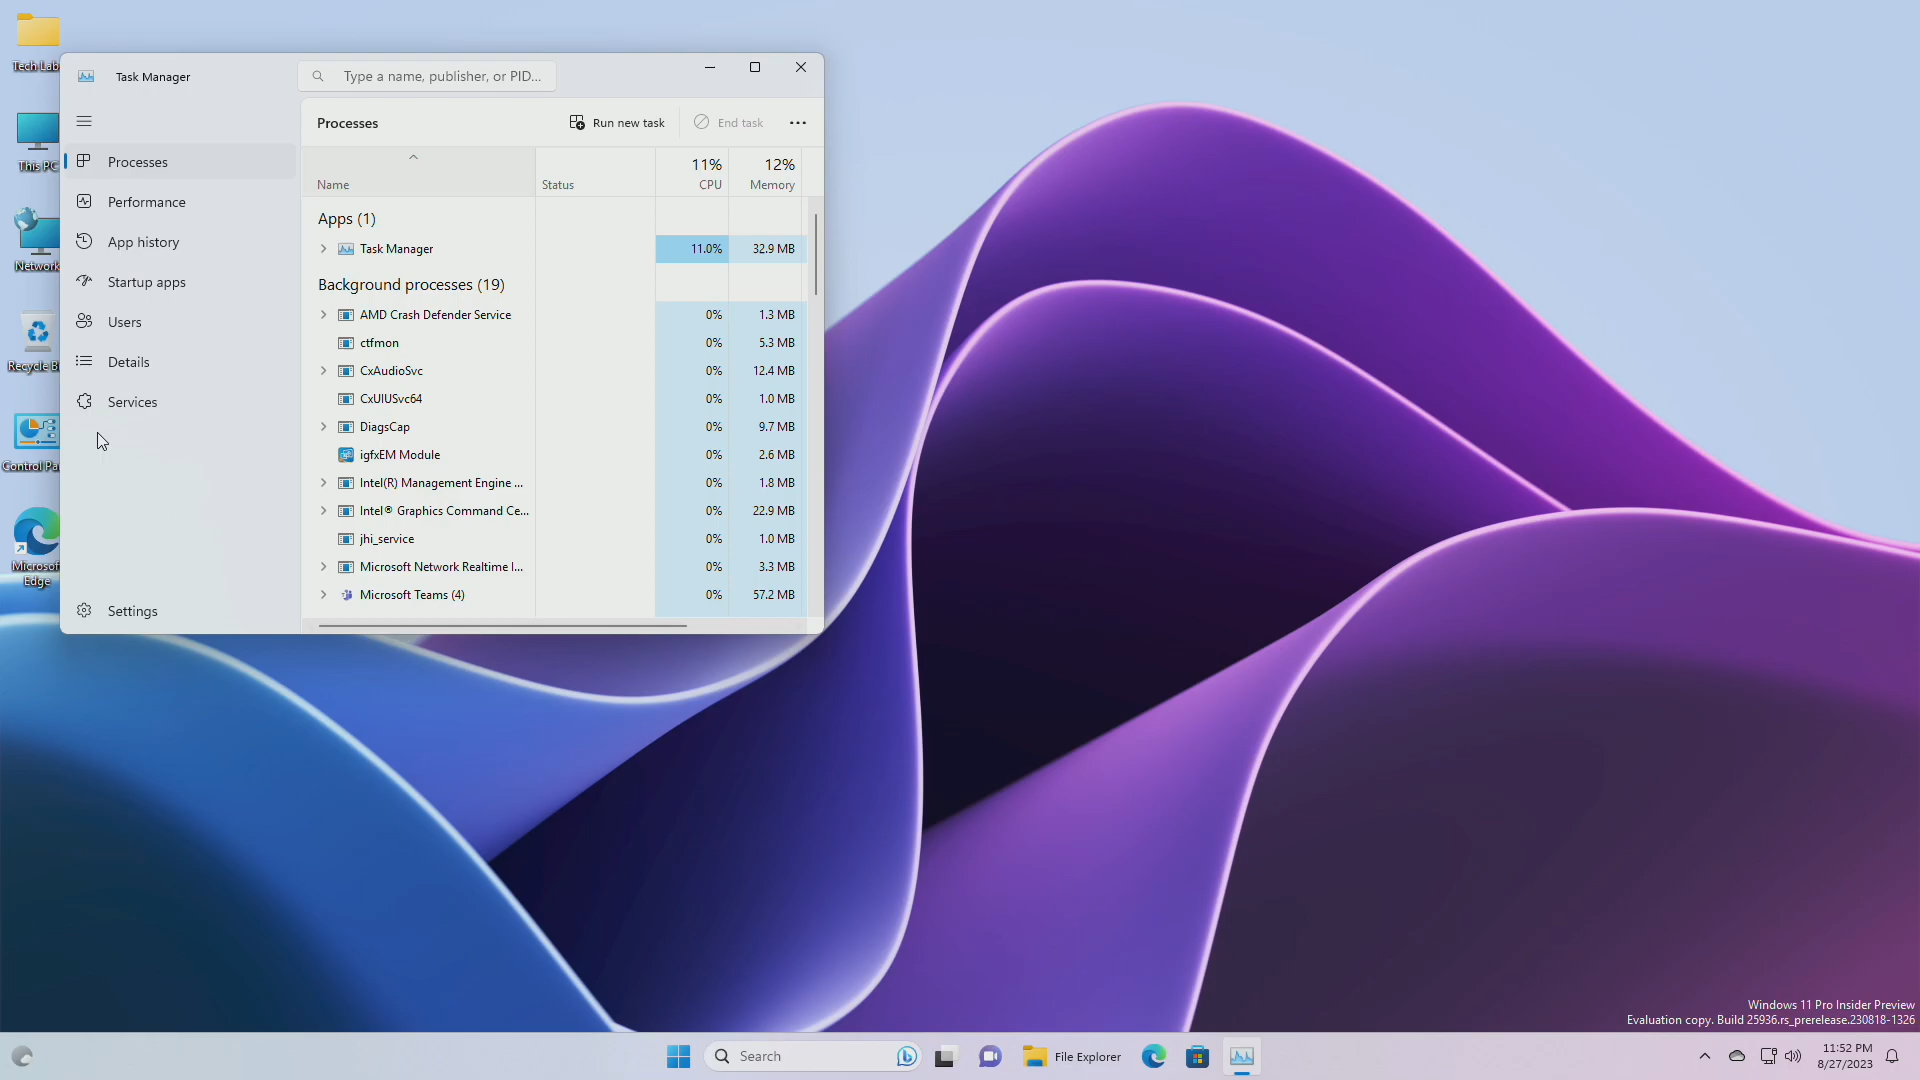 Tech Lab
This PC
Network
Recycle Bi
Control Pa
Microsof
Edge
Task Manager
Type a name, publisher, or PID...
Processes
Performance
App history
Startup apps
Users
Details
Services
Settings
Processes
Run new task
End task
Name
Status
11%
CPU
12%
Memory
Apps (1)
Task Manager 11.0% 32.9 MB
Background processes (19)
AMD Crash Defender Service 0% 1.3 MB
ctfmon 0% 5.3 MB
CxAudioSvc 0% 12.4 MB
CxUIUSvc64 0% 1.0 MB
DiagsCap 0% 9.7 MB
igfxEM Module 0% 2.6 MB
Intel(R) Management Engine ... 0% 1.8 MB
Intel® Graphics Command Ce... 0% 22.9 MB
jhi_service 0% 1.0 MB
Microsoft Network Realtime I... 0% 3.3 MB
Microsoft Teams (4) 0% 57.2 MB
Windows 11 Pro Insider Preview
Evaluation copy. Build 25936.rs_prerelease.230818-1326
Search
File Explorer
11:52 PM
8/27/2023